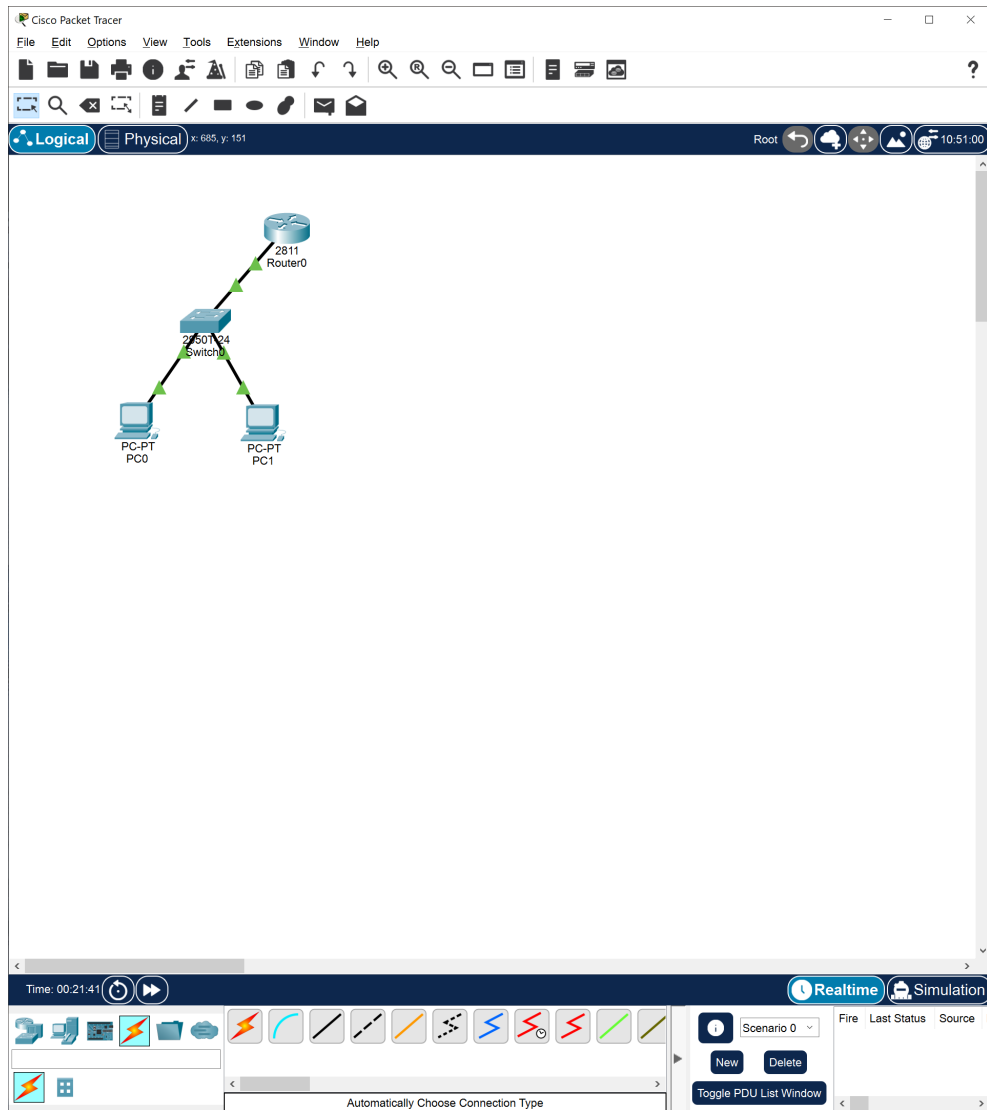 Cisco Packet Tracer
File Edit Options View Tools Extensions Window Help
R
?
Logical Physical x: 685, y: 151 Root 10:51:00
2811
Router0
2950T-24
Switch0
PC-PT
PC0
PC-PT
PC1
Time: 00:21:41 Realtime Simulation
Scenario 0
Fire Last Status Source
New Delete
Toggle PDU List Window
Automatically Choose Connection Type